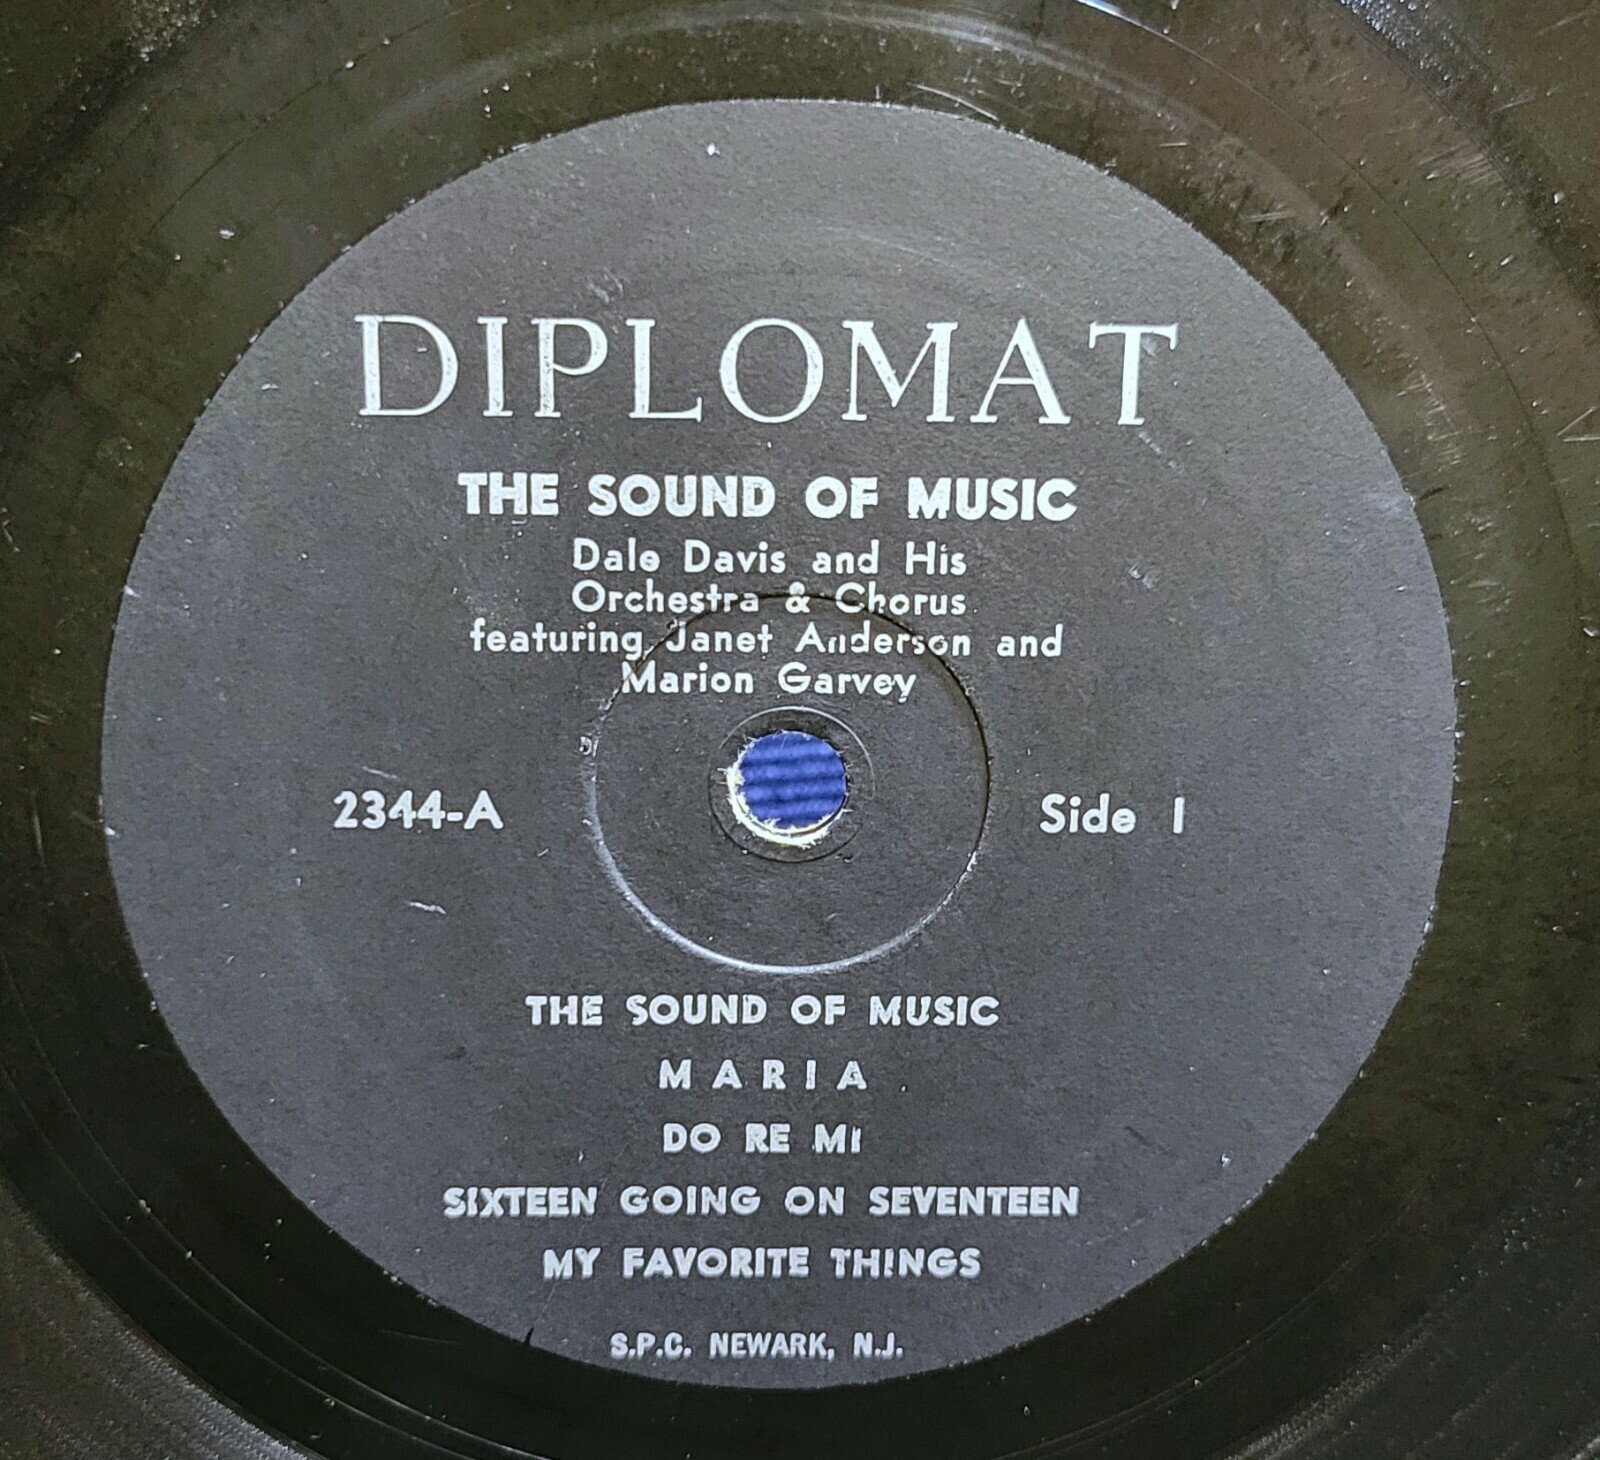 DIPLOMAT
THE SOUND OF MUSIC
Dale Davis and His
Orchestra & Chorus
featuring Janet Anderson and
Marion Garvey
2344-A
Side I
THE SOUND OF MUSIC
MARIA
DO RE MI
SIXTEEN GOING ON SEVENTEEN
MY FAVORITE THINGS
S.P.C. NEWARK, N.J.